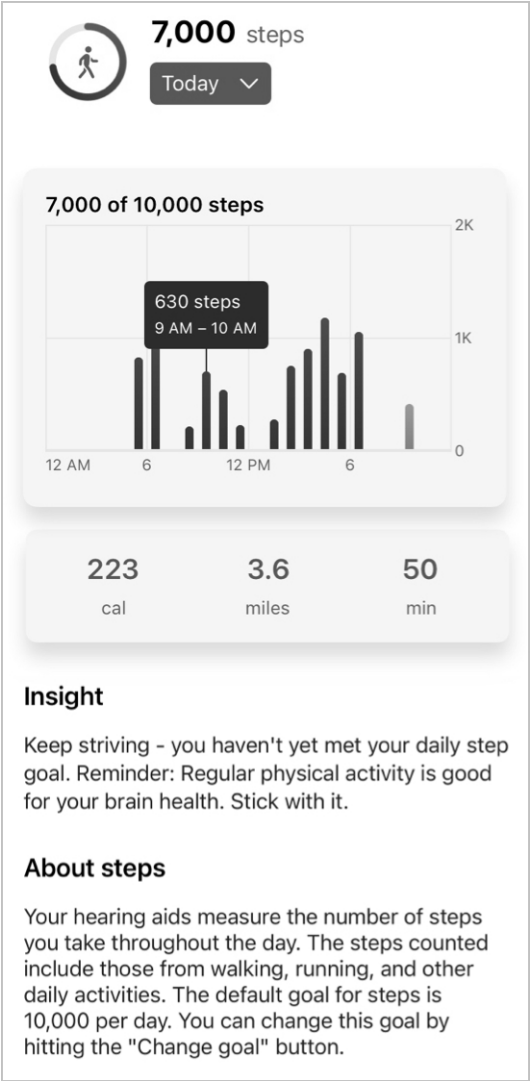 7,000 steps
Today
7,000 of 10,000 steps
2K
630 steps
9 AM – 10 AM
1K
0
12 AM 6 12 PM 6
223 3.6 50
cal miles min
Insight
Keep striving - you haven't yet met your daily step
goal. Reminder: Regular physical activity is good
for your brain health. Stick with it.
About steps
Your hearing aids measure the number of steps
you take throughout the day. The steps counted
include those from walking, running, and other
daily activities. The default goal for steps is
10,000 per day. You can change this goal by
hitting the "Change goal" button.